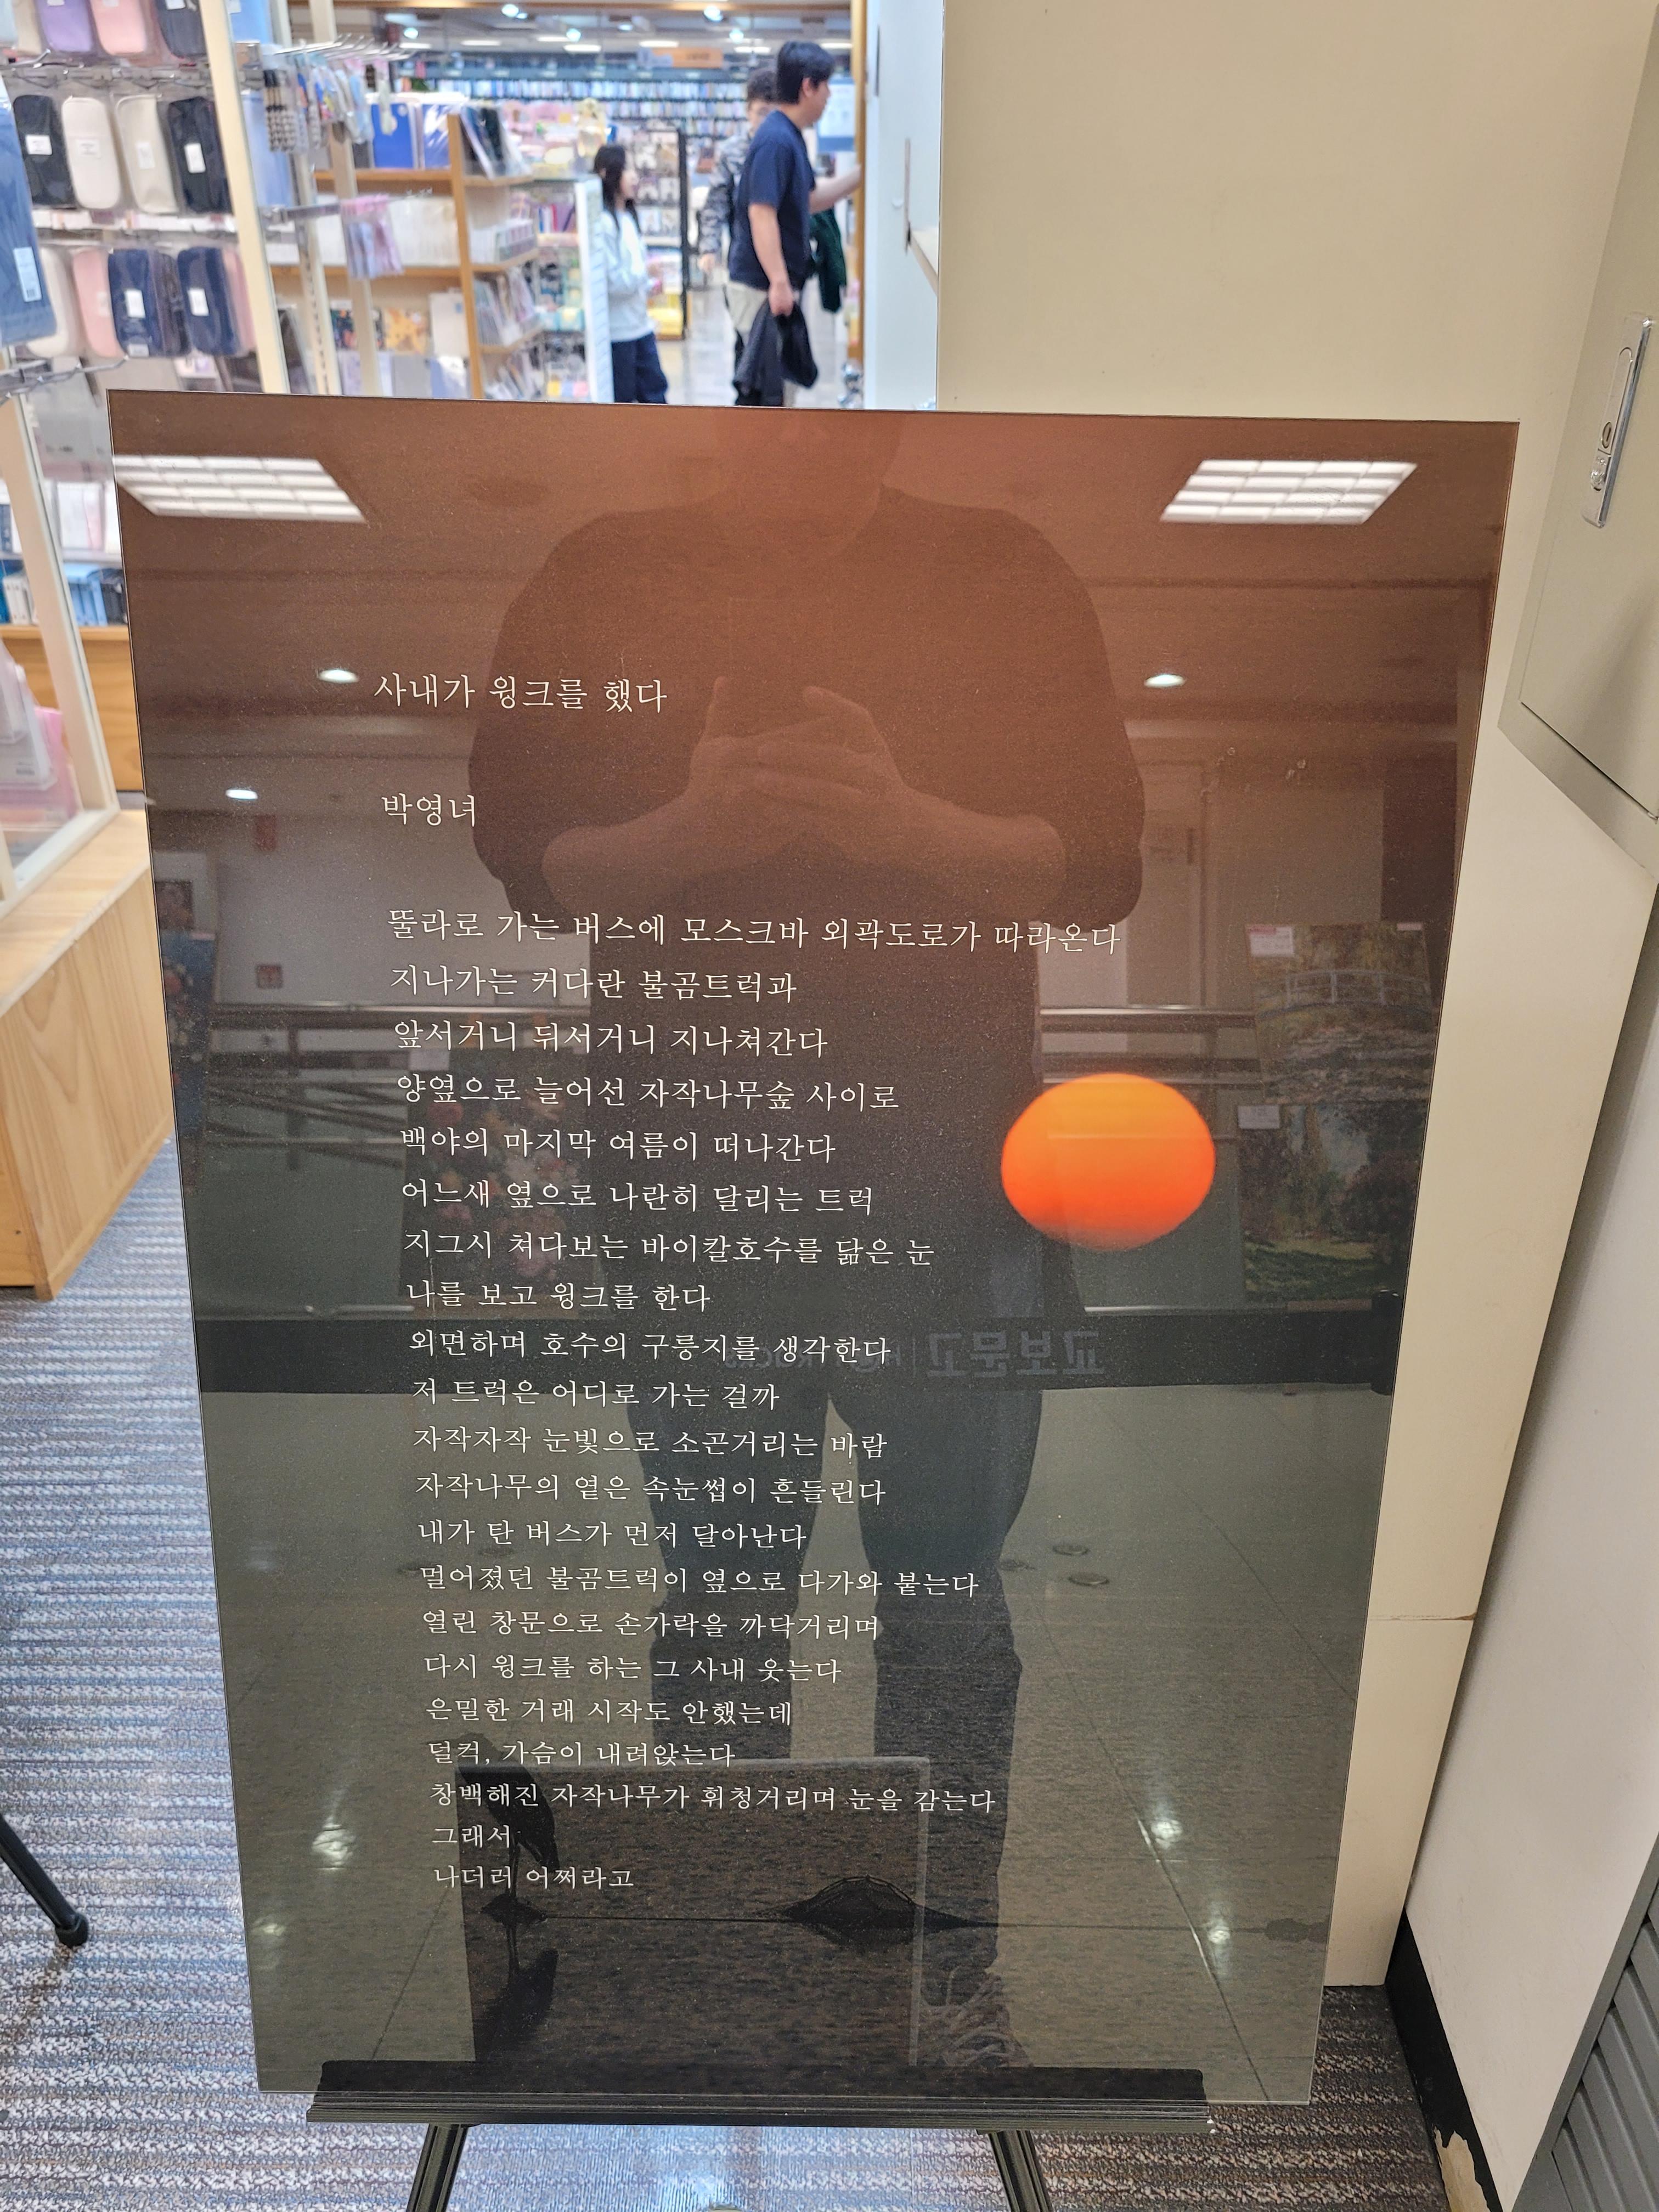 사내가 윙크를 했다
박영녀
뚤라로 가는 버스에 모스크바 외곽도로가 따라온다
지나가는 커다란 불곰트럭과
앞서거니 뒤서거니 지나쳐간다
양옆으로 늘어선 자작나무숲 사이로
백야의 마지막 여름이 떠나간다
어느새 옆으로 나란히 달리는 트럭
지그시 쳐다보는 바이칼호수를 닮은 눈
나를 보고 윙크를 한다
외면하며 호수의 구릉지를 생각한다
저 트럭은 어디로 가는 걸까
자작자작 눈빛으로 소곤거리는 바람
자작나무의 옅은 속눈썹이 흔들린다
내가 탄 버스가 먼저 달아난다
멀어졌던 불곰트럭이 옆으로 다가와 붙는다
열린 창문으로 손가락을 까닥거리며
다시 윙크를 하는 그 사내 웃는다
은밀한 거래 시작도 안했는데
덜컥, 가슴이 내려앉는다
창백해진 자작나무가 휘청거리며 눈을 감는다
그래서
나더러 어쩌라고
교보문고